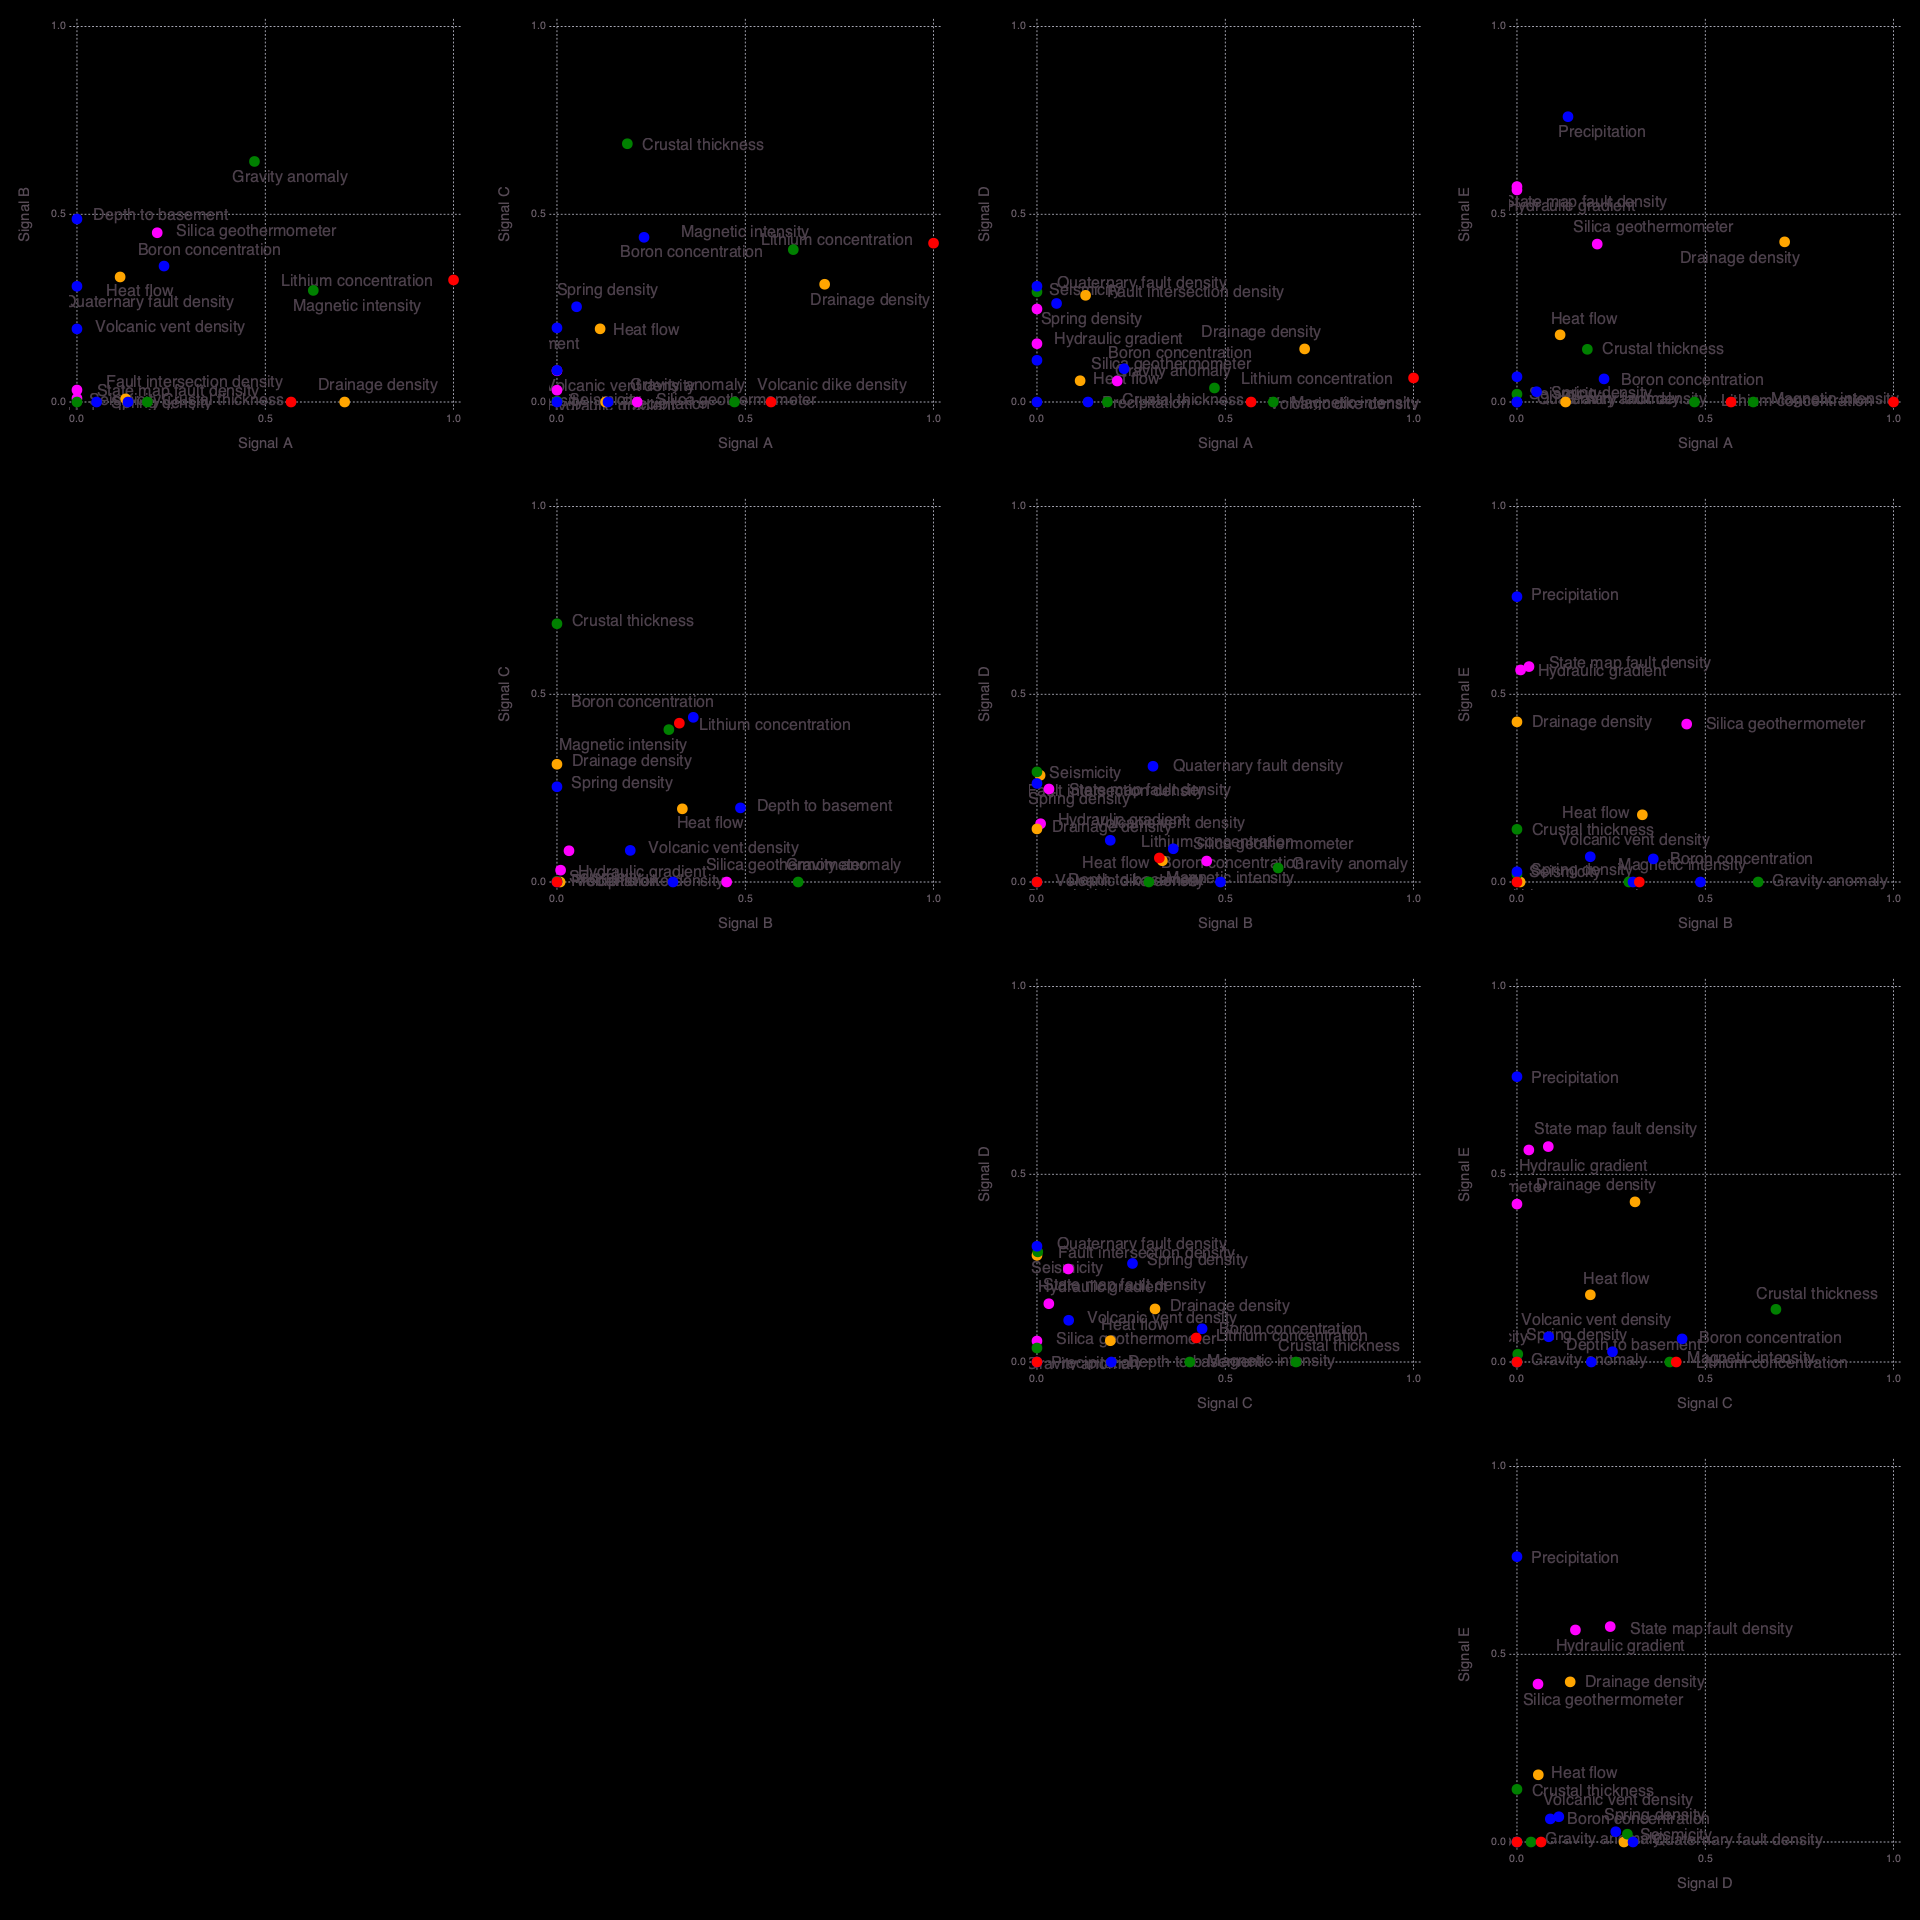 1.0
0.5
0.0
0.0
0.5
1.0
Signal A
Signal B
Gravity anomaly
Depth to basement
Silica geothermometer
Boron concentration
Lithium concentration
Heat flow
Quaternary fault density
Magnetic intensity
Volcanic vent density
Fault intersection density
State map fault density
Drainage density
1.0
0.5
0.0
0.0
0.5
1.0
Signal A
Signal C
Crustal thickness
Magnetic intensity
Lithium concentration
Boron concentration
Spring density
Drainage density
Heat flow
ment
Volcanic vent density
Gravity anomaly
Volcanic dike density
Seismicity
Silica geothermometer
1.0
0.5
0.0
0.0
0.5
1.0
Signal A
Signal D
Quaternary fault density
Seismicity
Fault intersection density
Spring density
Drainage density
Hydraulic gradient
Boron concentration
Silica geothermometer
Gravity anomaly
Heat flow
Lithium concentration
Precipitation
Crustal thickness
Volcanic dike density
Magnetic intensity
1.0
0.5
0.0
0.0
0.5
1.0
Signal A
Signal E
Precipitation
State map fault density
Hydraulic gradient
Silica geothermometer
Drainage density
Heat flow
Crustal thickness
Boron concentration
Spring density
Seismicity
Lithium concentration
Magnetic intensity
1.0
0.5
0.0
0.0
0.5
1.0
Signal B
Signal C
Crustal thickness
Boron concentration
Lithium concentration
Magnetic intensity
Drainage density
Spring density
Depth to basement
Heat flow
Volcanic vent density
Silica geothermometer
Gravity anomaly
Hydraulic gradient
1.0
0.5
0.0
0.0
0.5
1.0
Signal B
Signal D
Quaternary fault density
Seismicity
State map fault density
Fault intersection density
Spring density
Hydraulic gradient
Volcanic vent density
Drainage density
Lithium concentration
Silica geothermometer
Heat flow
Boron concentration
Gravity anomaly
Depth to basement
Magnetic intensity
Volcanic dike density
1.0
0.5
0.0
0.0
0.5
1.0
Signal B
Signal E
Precipitation
State map fault density
Hydraulic gradient
Drainage density
Silica geothermometer
Heat flow
Crustal thickness
Volcanic vent density
Boron concentration
Magnetic intensity
Spring density
Seismicity
Gravity anomaly
1.0
0.5
0.0
0.0
0.5
1.0
Signal C
Signal D
Quaternary fault density
Fault intersection density
Spring density
Seismicity
State map fault density
Hydraulic gradient
Drainage density
Volcanic vent density
Heat flow
Boron concentration
Lithium concentration
Silica geothermometer
Crustal thickness
Gravity anomaly
Precipitation
Depth to basement
Magnetic intensity
1.0
0.5
0.0
0.0
0.5
1.0
Signal C
Signal E
Precipitation
State map fault density
Hydraulic gradient
meter
Drainage density
Heat flow
Crustal thickness
Volcanic vent density
Spring density
Boron concentration
Depth to basement
Gravity anomaly
Magnetic intensity
Lithium concentration
1.0
0.5
0.0
0.0
0.5
1.0
Signal D
Signal E
Precipitation
State map fault density
Hydraulic gradient
Drainage density
Silica geothermometer
Heat flow
Crustal thickness
Volcanic vent density
Spring density
Boron concentration
Seismicity
Gravity anomaly
Quaternary fault density